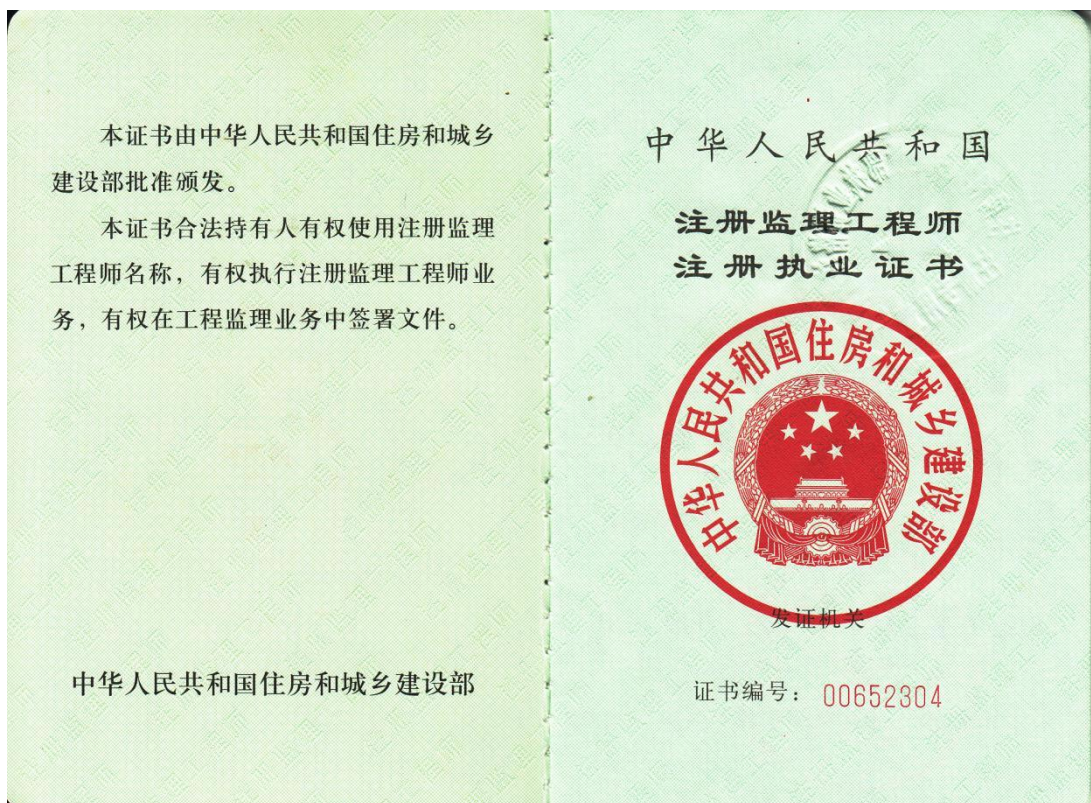 本证书由中华人民共和国住房和城乡
建设部批准颁发。
本证书合法持有人有权使用注册监理
工程师名称，有权执行注册监理工程师业
务，有权在工程监理业务中签署文件。
中华人民共和国住房和城乡建设部
中华人民共和国
注册监理工程师
注册执业证书
中华人民共和国住房和城乡建设部
发证机关
证书编号：00652304